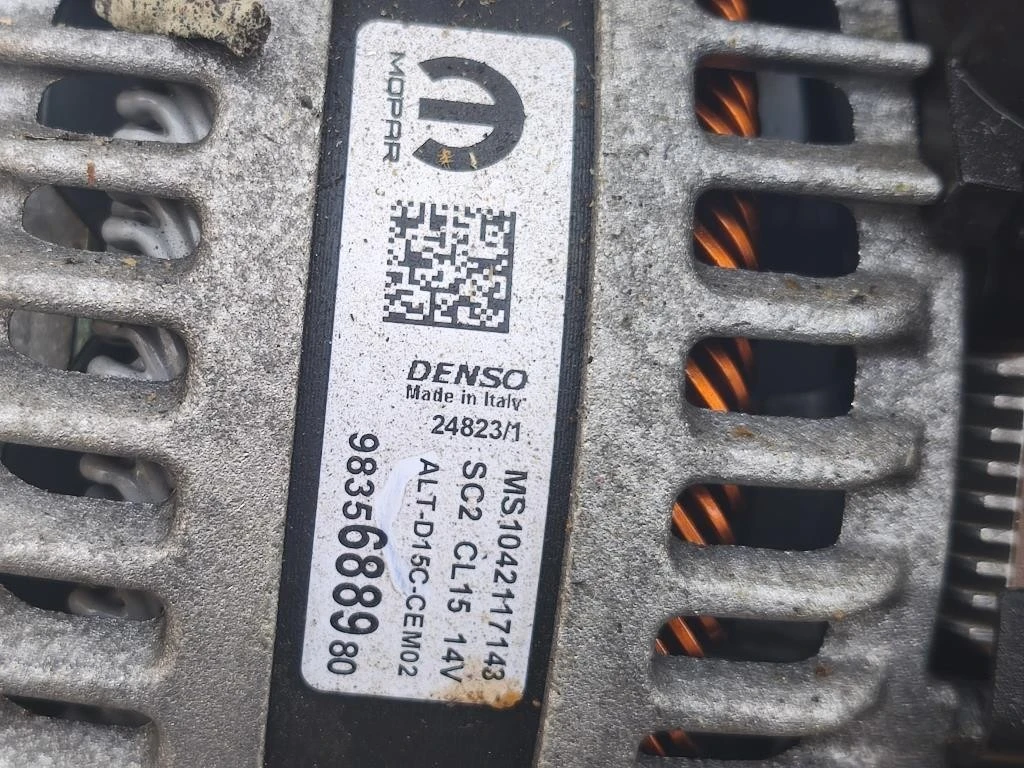 MOPAR
DENSO
Made in Italy
24823/1
MS1042117143
SC2 CL15 14V
ALT-D15C-CEM02
9835688980